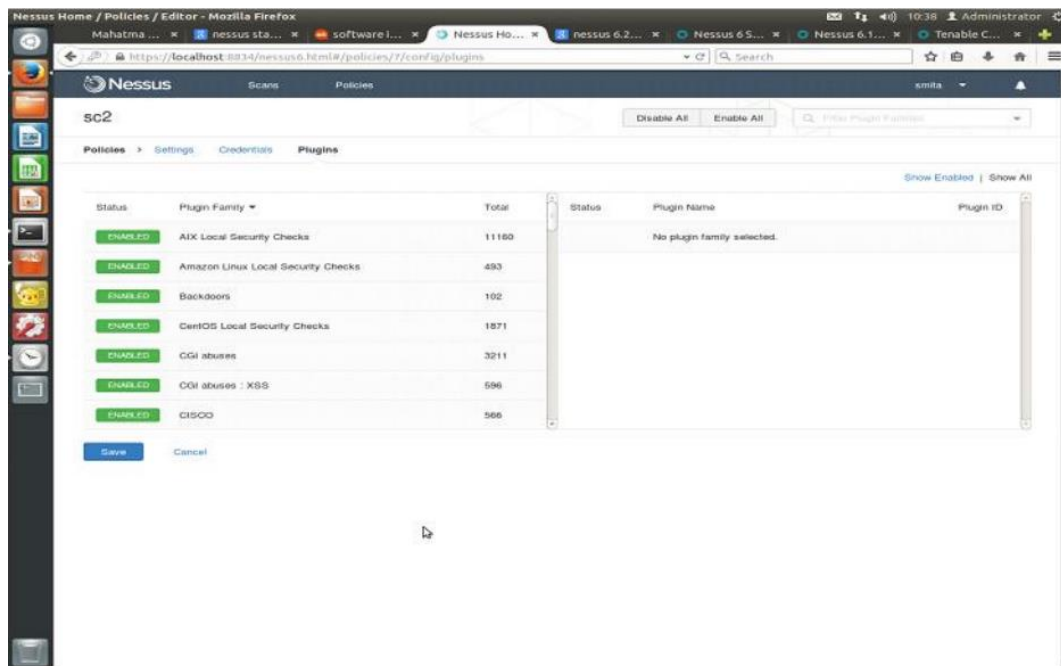 Nessus Home / Policies / Editor - Mozilla Firefox
10:38 Administrator
Mahatma ... nessus sta... software i... Nessus Ho... nessus 6.2... Nessus 6 S... Nessus 6.1... Tenable C...
https://localhost:8834/nessus6.html#/policies/7/config/plugins Search
Nessus Scans Policies smita
sc2 Disable All Enable All Filter Plugin Families
Policies > Settings Credentials Plugins
Show Enabled | Show All
Status Plugin Family Total Status Plugin Name Plugin ID
ENABLED AIX Local Security Checks 11160 No plugin family selected.
ENABLED Amazon Linux Local Security Checks 493
ENABLED Backdoors 102
ENABLED CentOS Local Security Checks 1871
ENABLED CGI abuses 3211
ENABLED CGI abuses : XSS 596
ENABLED CISCO 566
Save Cancel